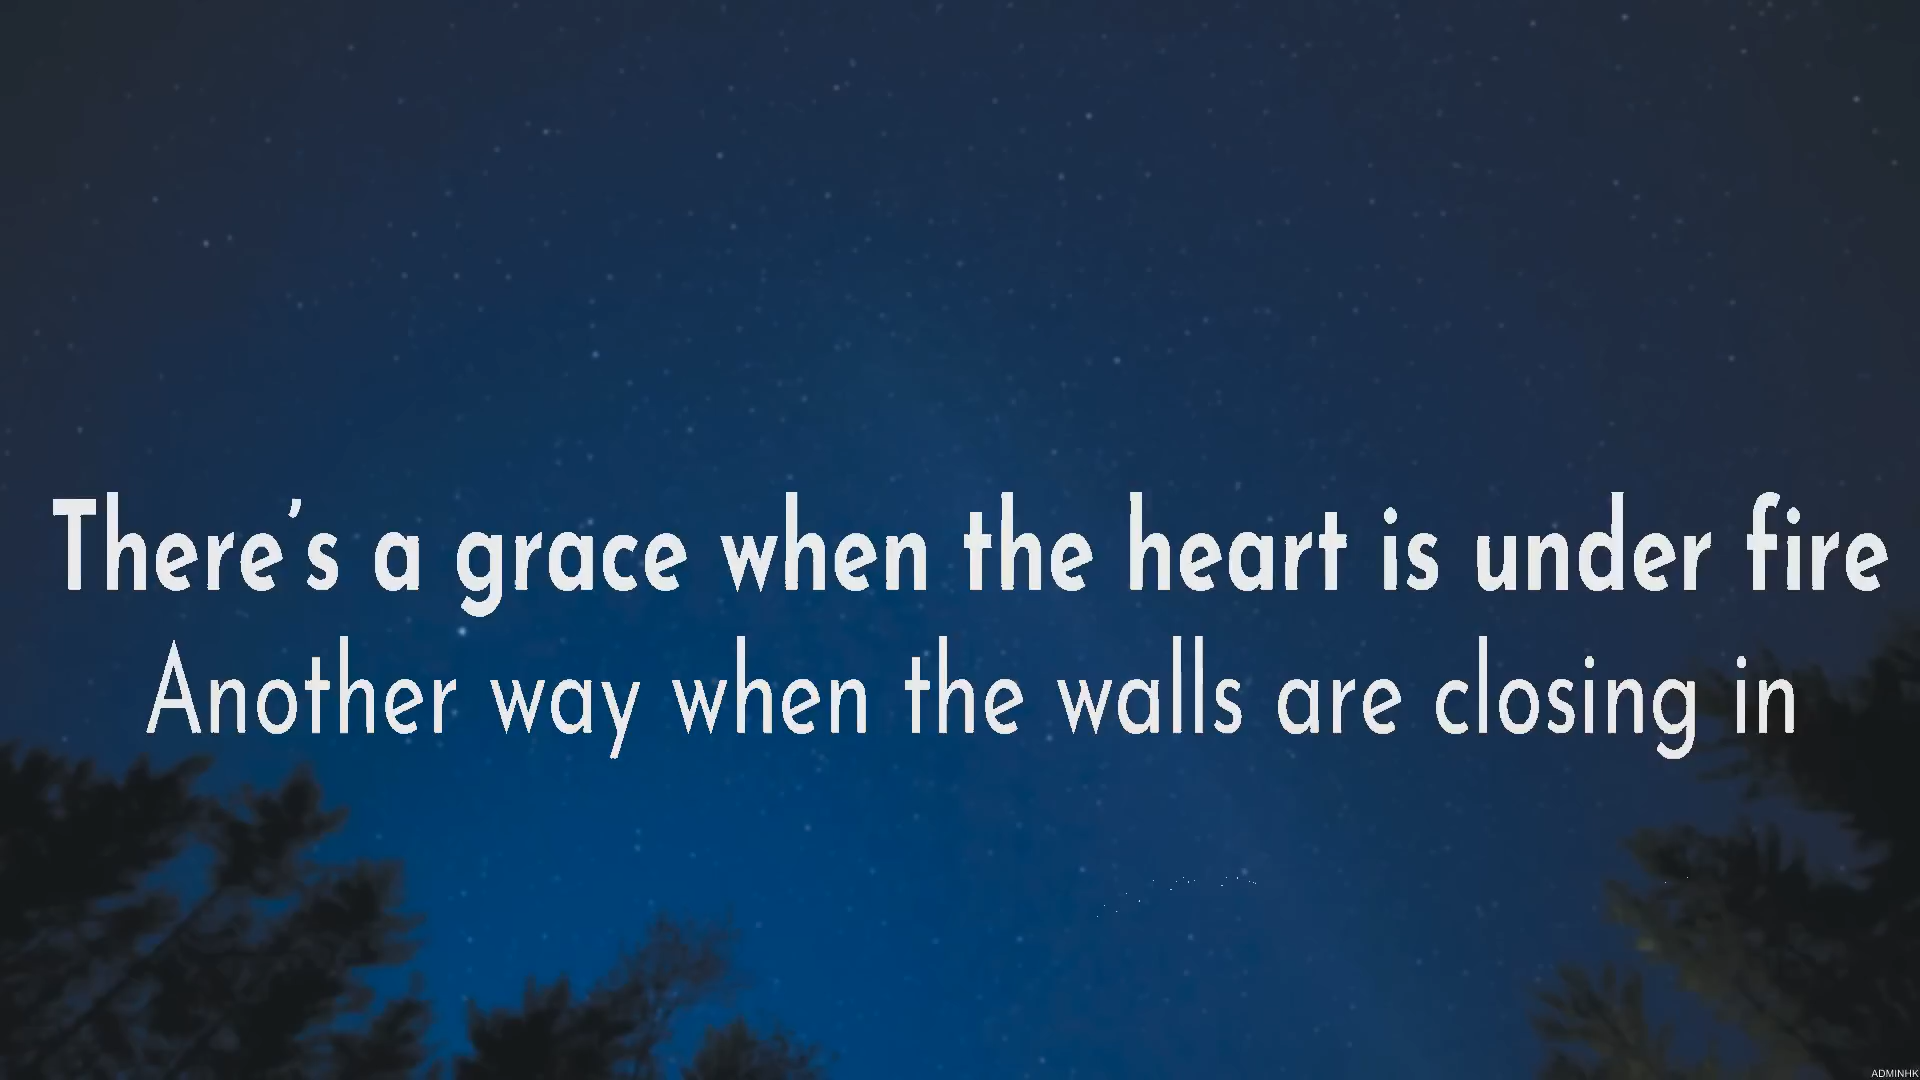 There’s a grace when the heart is under fire
Another way when the walls are closing in
ADMINHK